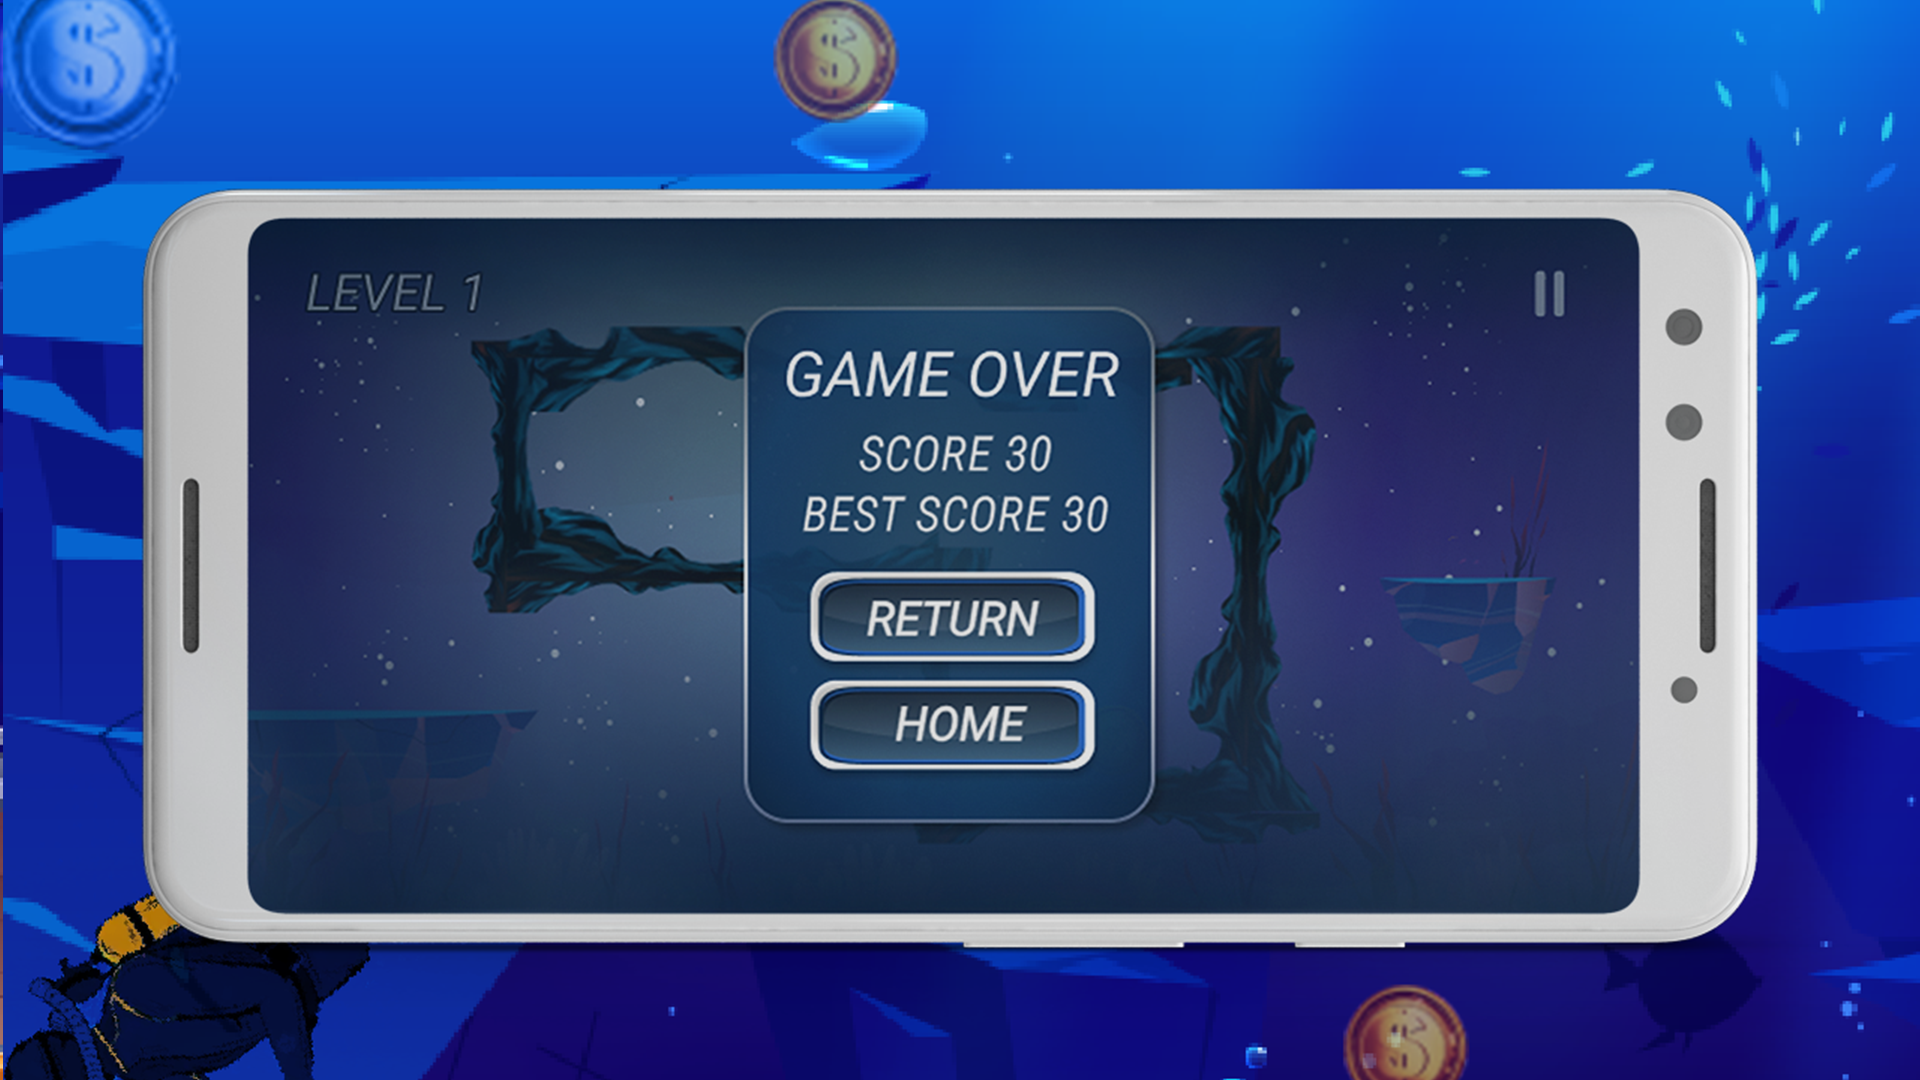 LEVEL 1
GAME OVER
SCORE 30
BEST SCORE 30
RETURN
HOME